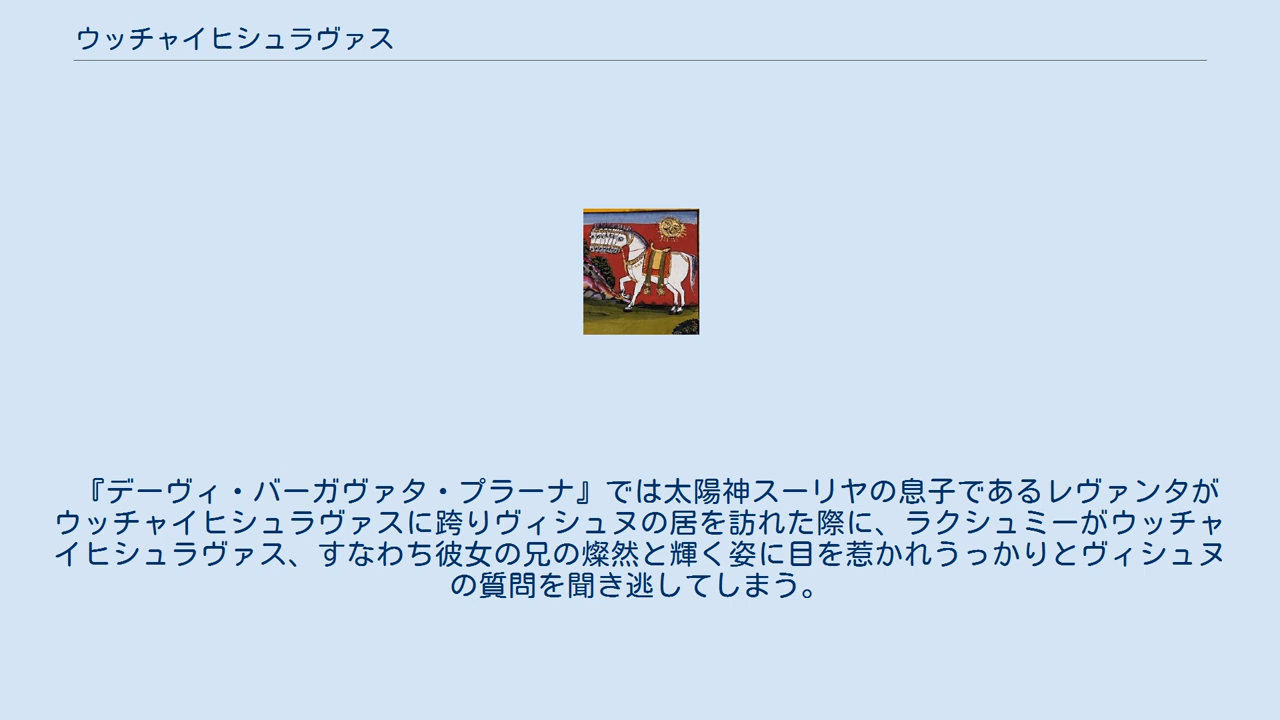 ウッチャイヒシュラヴァス
『デーヴィ・バーガヴァタ・プラーナ』では太陽神スーリヤの息子であるレヴァンタが
ウッチャイヒシュラヴァスに跨りヴィシュヌの居を訪れた際に、ラクシュミーがウッチャ
イヒシュラヴァス、すなわち彼女の兄の燦然と輝く姿に目を惹かれうっかりとヴィシュヌ
の質問を聞き逃してしまう。